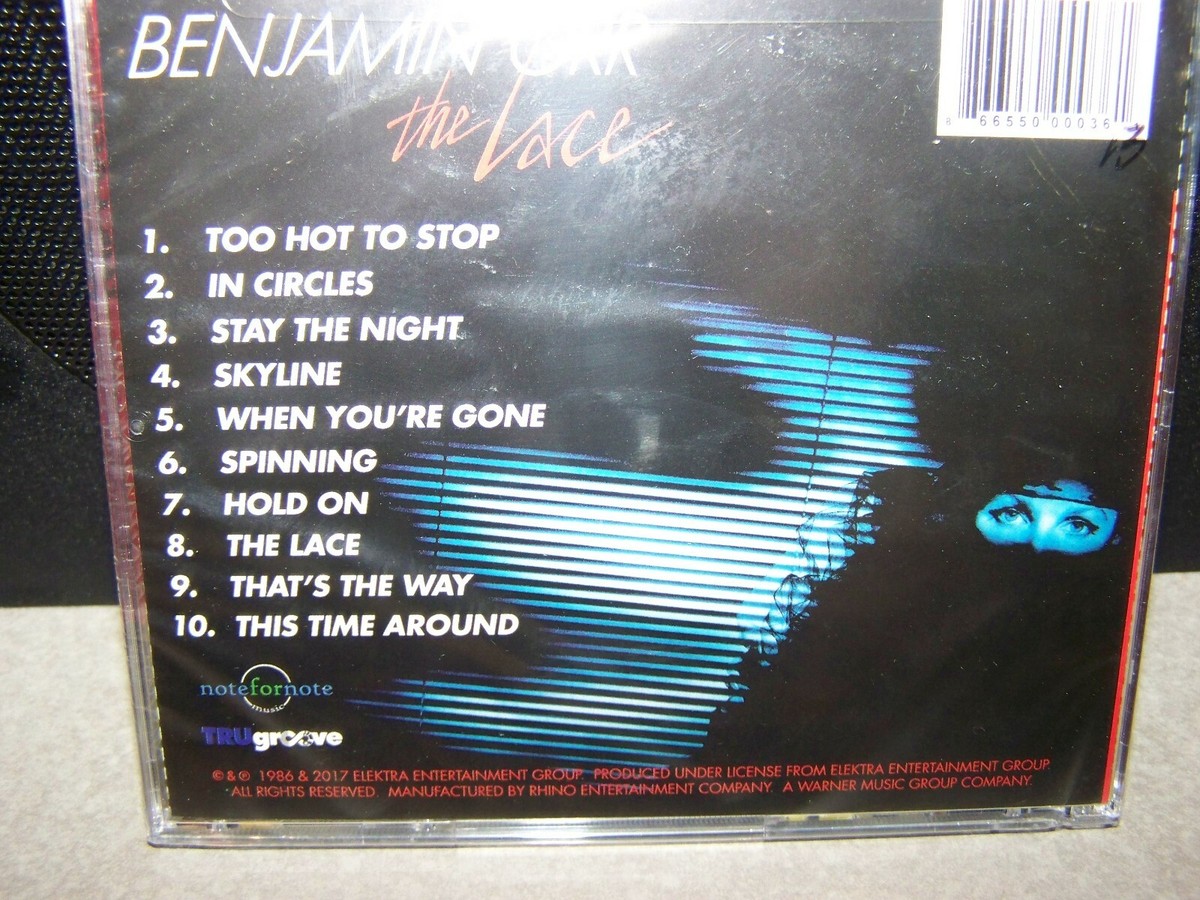 BENJAMIN ORR
the Lace
8 66550 00036
13
1. TOO HOT TO STOP
2. IN CIRCLES
3. STAY THE NIGHT
4. SKYLINE
5. WHEN YOU'RE GONE
6. SPINNING
7. HOLD ON
8. THE LACE
9. THAT'S THE WAY
10. THIS TIME AROUND
notefornote
music
TRUgroove
©&℗ 1986 & 2017 ELEKTRA ENTERTAINMENT GROUP. PRODUCED UNDER LICENSE FROM ELEKTRA ENTERTAINMENT GROUP.
ALL RIGHTS RESERVED. MANUFACTURED BY RHINO ENTERTAINMENT COMPANY. A WARNER MUSIC GROUP COMPANY.